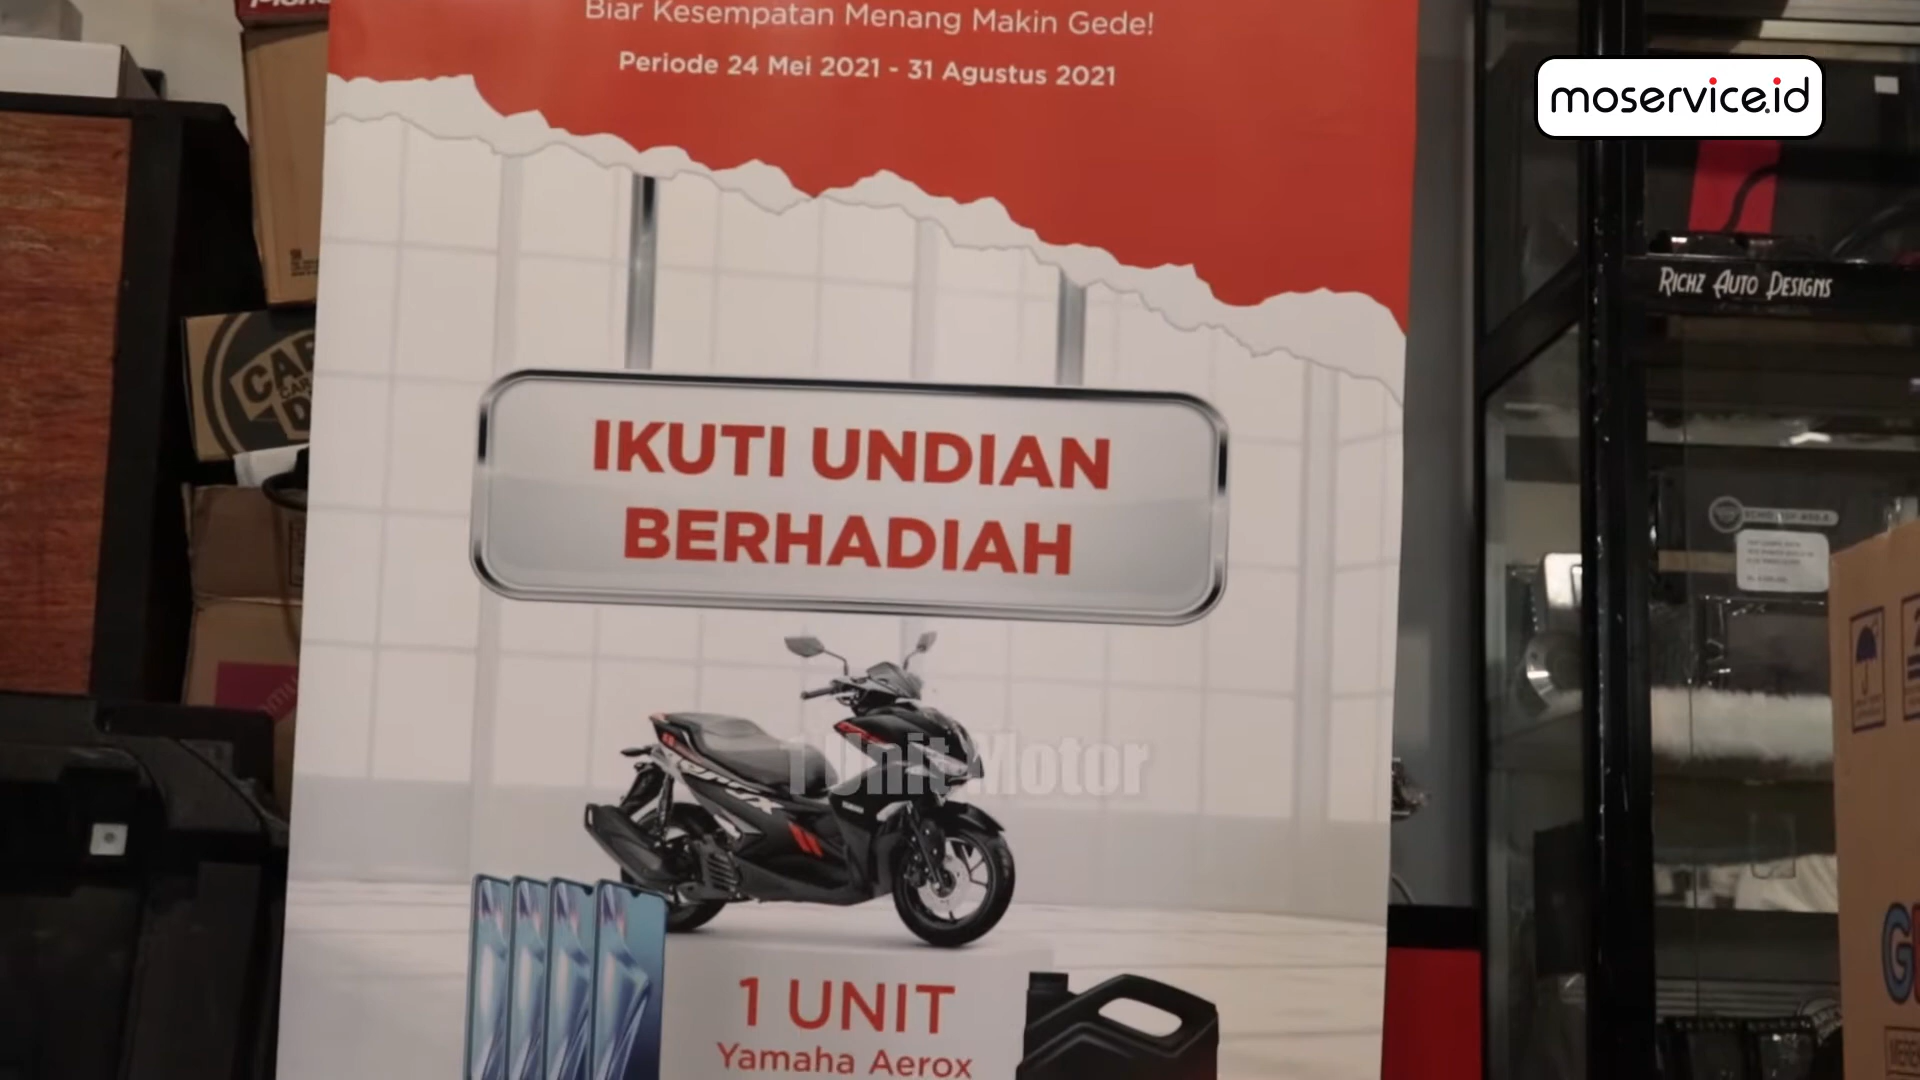 Biar Kesempatan Menang Makin Gede!
Periode 24 Mei 2021 - 31 Agustus 2021
moservice.id
RICHZ AUTO DESIGNS
IKUTI UNDIAN
BERHADIAH
1 Unit Motor
1 UNIT
Yamaha Aerox